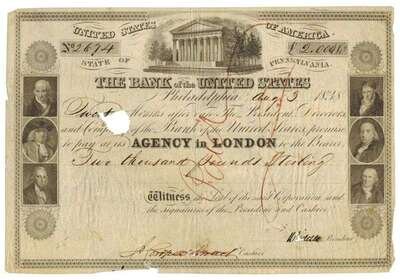 UNITED STATES OF AMERICA
No 2674
£ 2.000
STATE OF PENNSYLVANIA.
THE BANK of the UNITED STATES
Philadelphia Aug 3 1838
months after date The President, Directors,
and Company of the Bank of the United States, promise
to pay at its AGENCY in LONDON to the Bearer,
Two thousand Pounds Sterling
Witness the Seal of the said Corporation and
the Signatures of the President and Cashier
Cashier
President